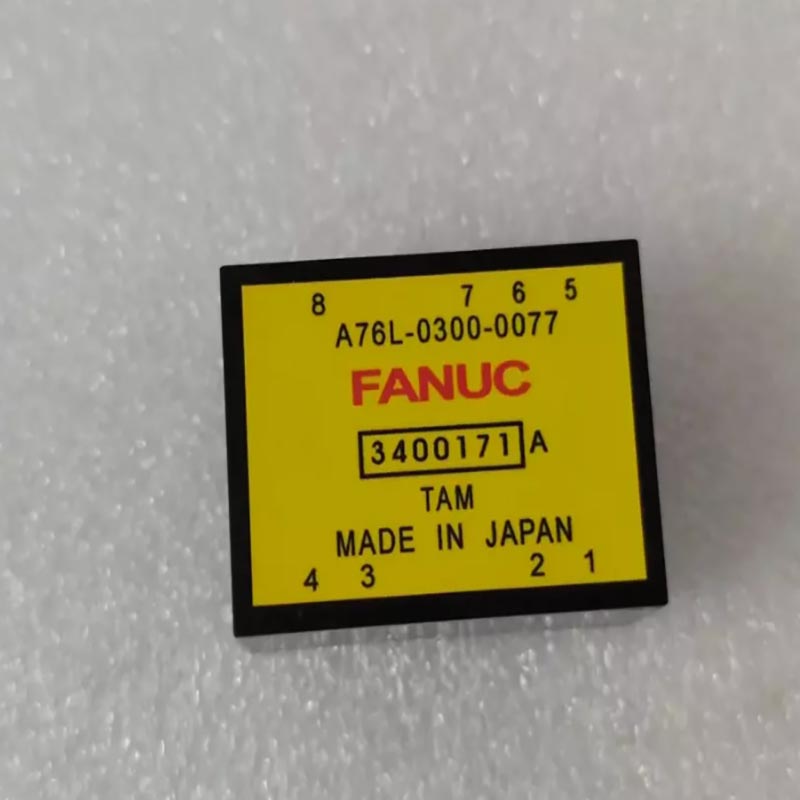 8 7 6 5
A76L-0300-0077
FANUC
3400171 A
TAM
MADE IN JAPAN
4 3 2 1